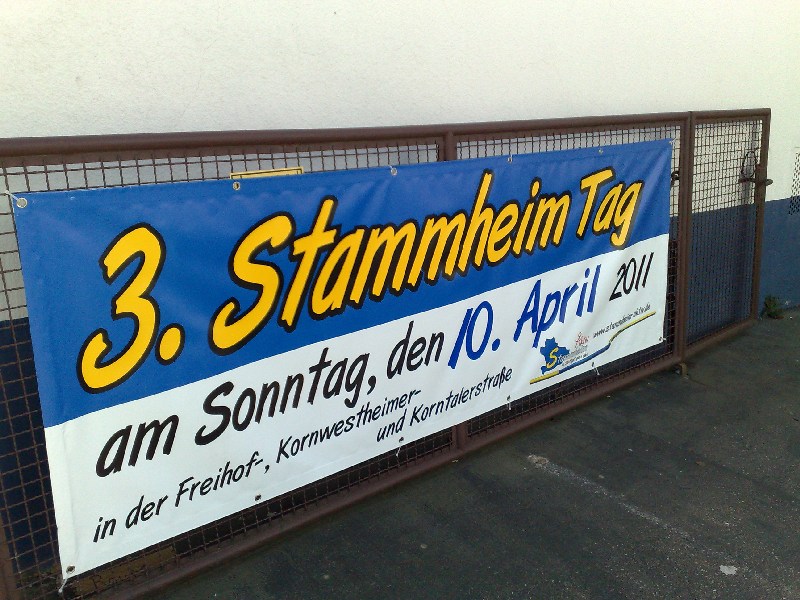 3. Stammheim Tag
am Sonntag, den 10. April 2011
in der Freihof-, Kornwestheimer-
und Korntalerstraße